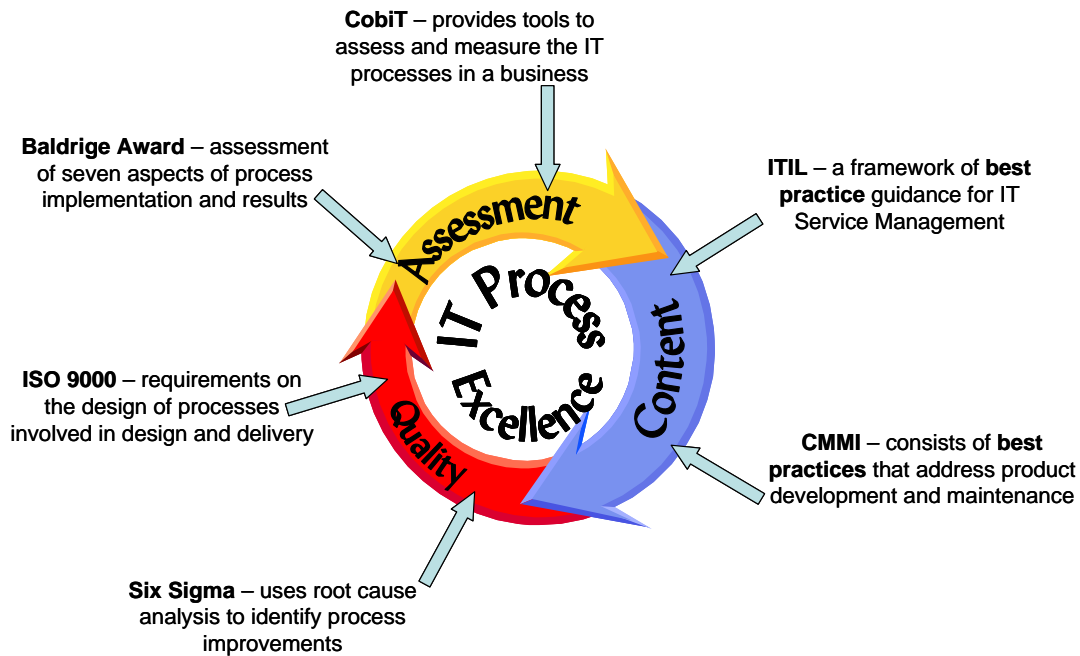 CobiT – provides tools to
assess and measure the IT
processes in a business
Baldrige Award – assessment
of seven aspects of process
implementation and results
ITIL – a framework of best
practice guidance for IT
Service Management
Assessment
IT Process
Excellence
Content
Quality
ISO 9000 – requirements on
the design of processes
involved in design and delivery
CMMI – consists of best
practices that address product
development and maintenance
Six Sigma – uses root cause
analysis to identify process
improvements